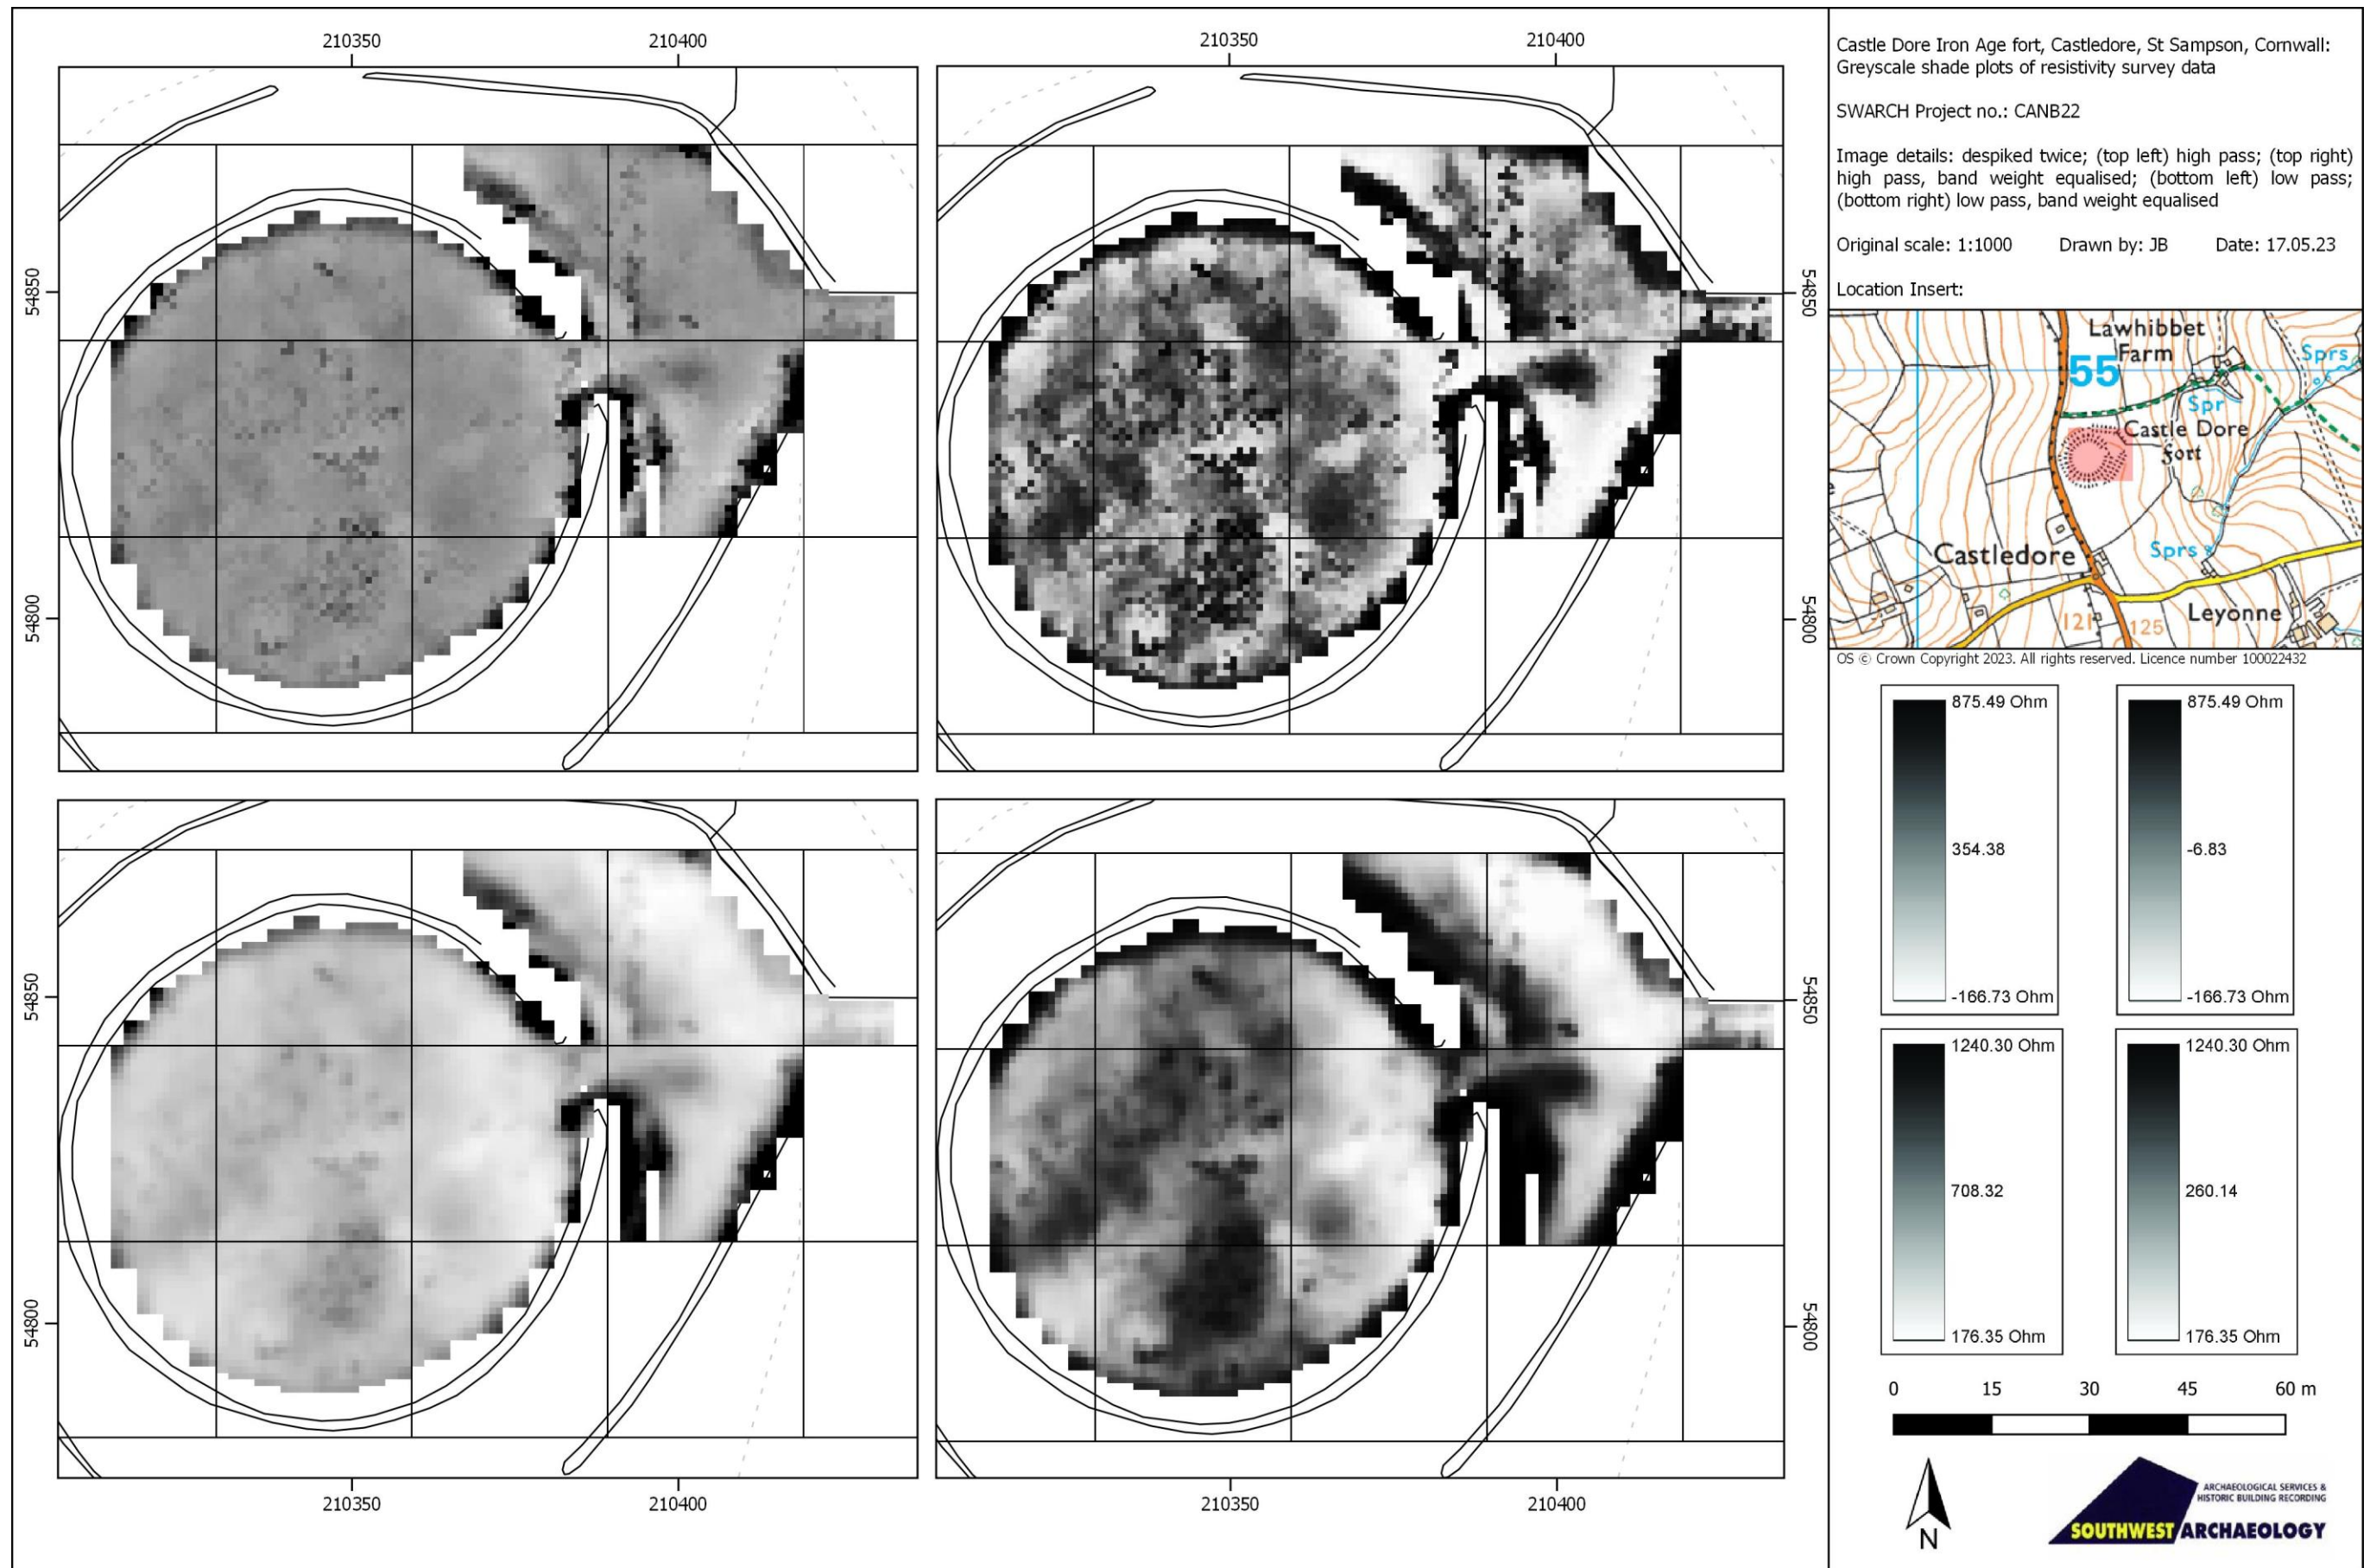 210350
210400
210350
210400
54850
54800
54850
54800
54850
54800
54850
54800
210350
210400
210350
210400
Castle Dore Iron Age fort, Castledore, St Sampson, Cornwall:
Greyscale shade plots of resistivity survey data
SWARCH Project no.: CANB22
Image details: despiked twice; (top left) high pass; (top right)
high pass, band weight equalised; (bottom left) low pass;
(bottom right) low pass, band weight equalised
Original scale: 1:1000 Drawn by: JB Date: 17.05.23
Location Insert:
Lawhibbet
Farm
Sprs
55
Spr
Castle Dore
Fort
Castledore
Sprs
Leyonne
121
125
OS © Crown Copyright 2023. All rights reserved. Licence number 100022432
875.49 Ohm
354.38
-166.73 Ohm
875.49 Ohm
-6.83
-166.73 Ohm
1240.30 Ohm
708.32
176.35 Ohm
1240.30 Ohm
260.14
176.35 Ohm
0 15 30 45 60 m
N
ARCHAEOLOGICAL SERVICES &
HISTORIC BUILDING RECORDING
SOUTHWEST ARCHAEOLOGY